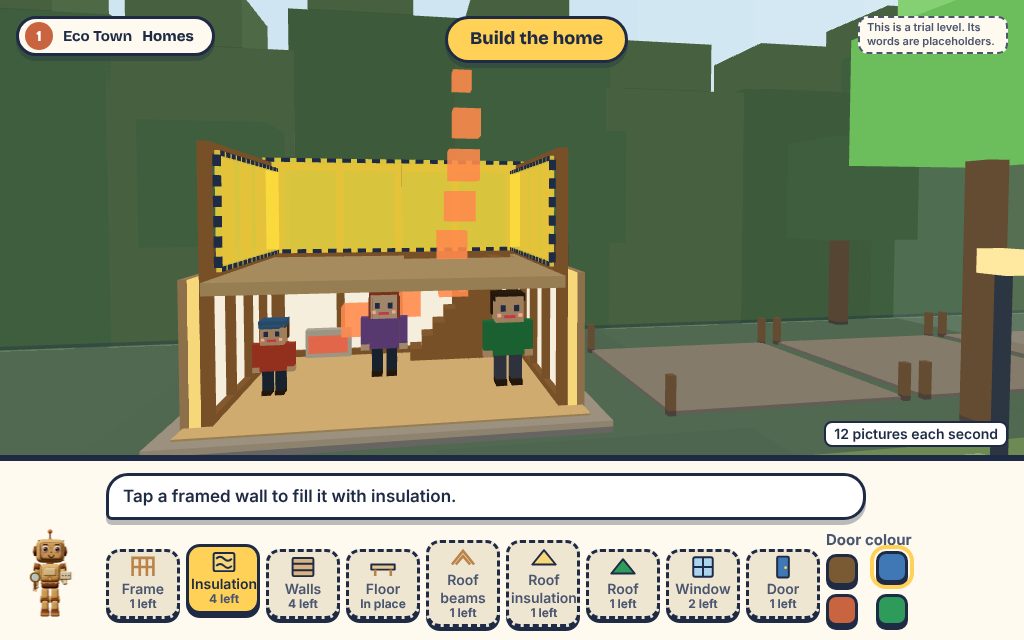 1 Eco Town Homes
Build the home
This is a trial level. Its
words are placeholders.
12 pictures each second
Tap a framed wall to fill it with insulation.
Frame
1 left
Insulation
4 left
Walls
4 left
Floor
In place
Roof
beams
1 left
Roof
insulation
1 left
Roof
1 left
Window
2 left
Door
1 left
Door colour